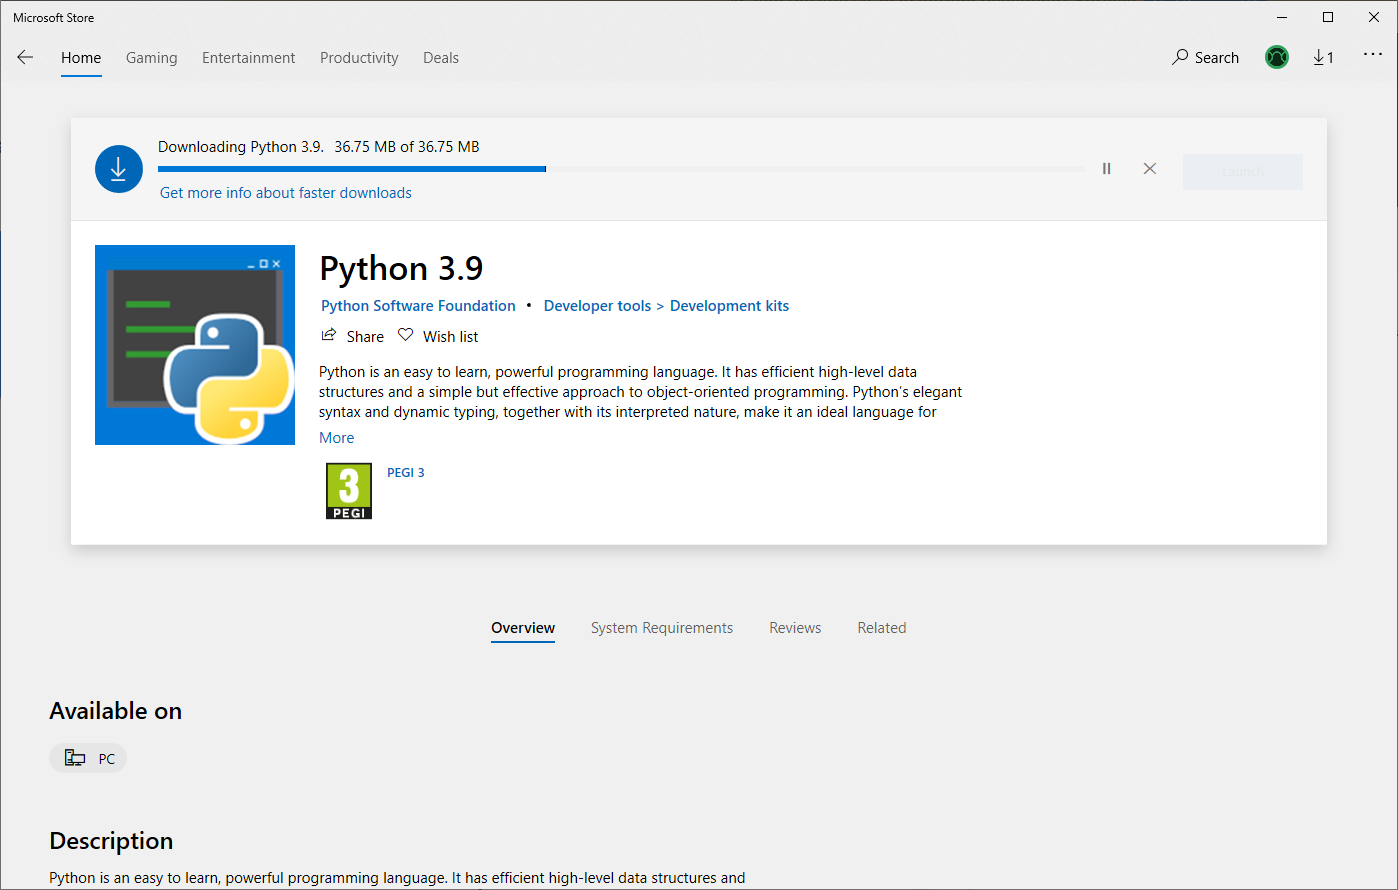 Microsoft Store
Home Gaming Entertainment Productivity Deals Search 1
Downloading Python 3.9. 36.75 MB of 36.75 MB
Launch
Get more info about faster downloads
Python 3.9
Python Software Foundation • Developer tools > Development kits
Share Wish list
Python is an easy to learn, powerful programming language. It has efficient high-level data
structures and a simple but effective approach to object-oriented programming. Python's elegant
syntax and dynamic typing, together with its interpreted nature, make it an ideal language for
More
3
PEGI
PEGI 3
Overview System Requirements Reviews Related
Available on
PC
Description
Python is an easy to learn, powerful programming language. It has efficient high-level data structures and